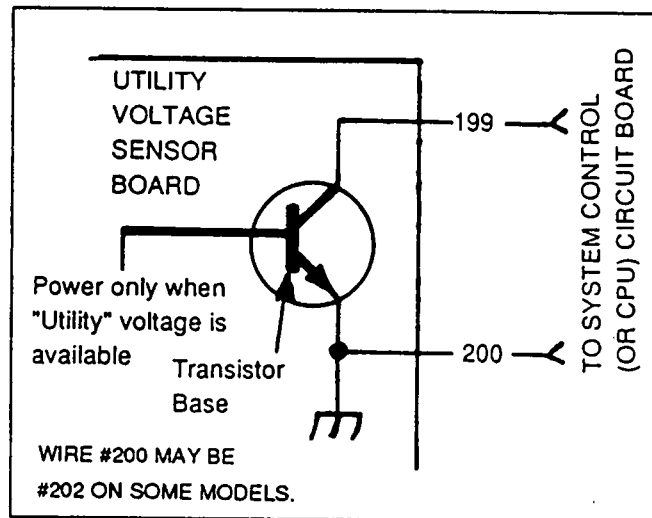 UTILITY
VOLTAGE
SENSOR
BOARD
199
TO SYSTEM CONTROL
(OR CPU) CIRCUIT BOARD
Power only when
"Utility" voltage is
available
Transistor
Base
200
WIRE #200 MAY BE
#202 ON SOME MODELS.